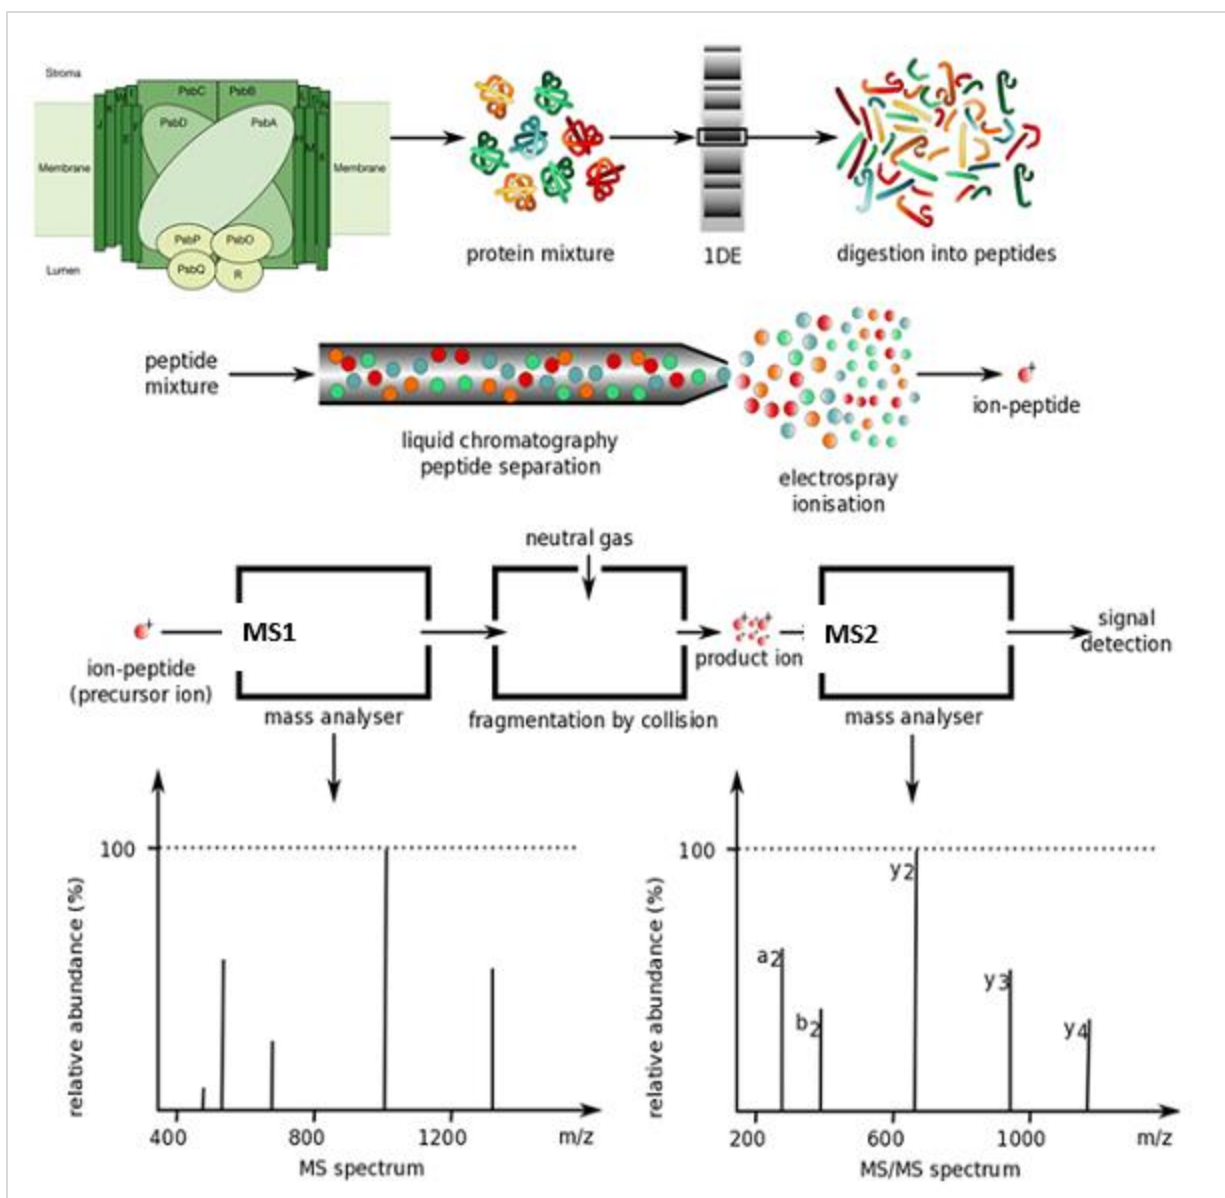 Stroma
PsbC
PsbB
PsbD
PsbA
Membrane
Membrane
PsbP
PsbO
PsbQ
R
Lumen
protein mixture
1DE
digestion into peptides
peptide
mixture
liquid chromatography
peptide separation
electrospray
ionisation
+
ion-peptide
neutral gas
+
MS1
ion-peptide
(precursor ion)
mass analyser
fragmentation by collision
product ion
MS2
mass analyser
signal
detection
100
relative abundance (%)
400
800
1200
m/z
MS spectrum
100
relative abundance (%)
a2
b2
y2
y3
y4
200
600
1000
m/z
MS/MS spectrum